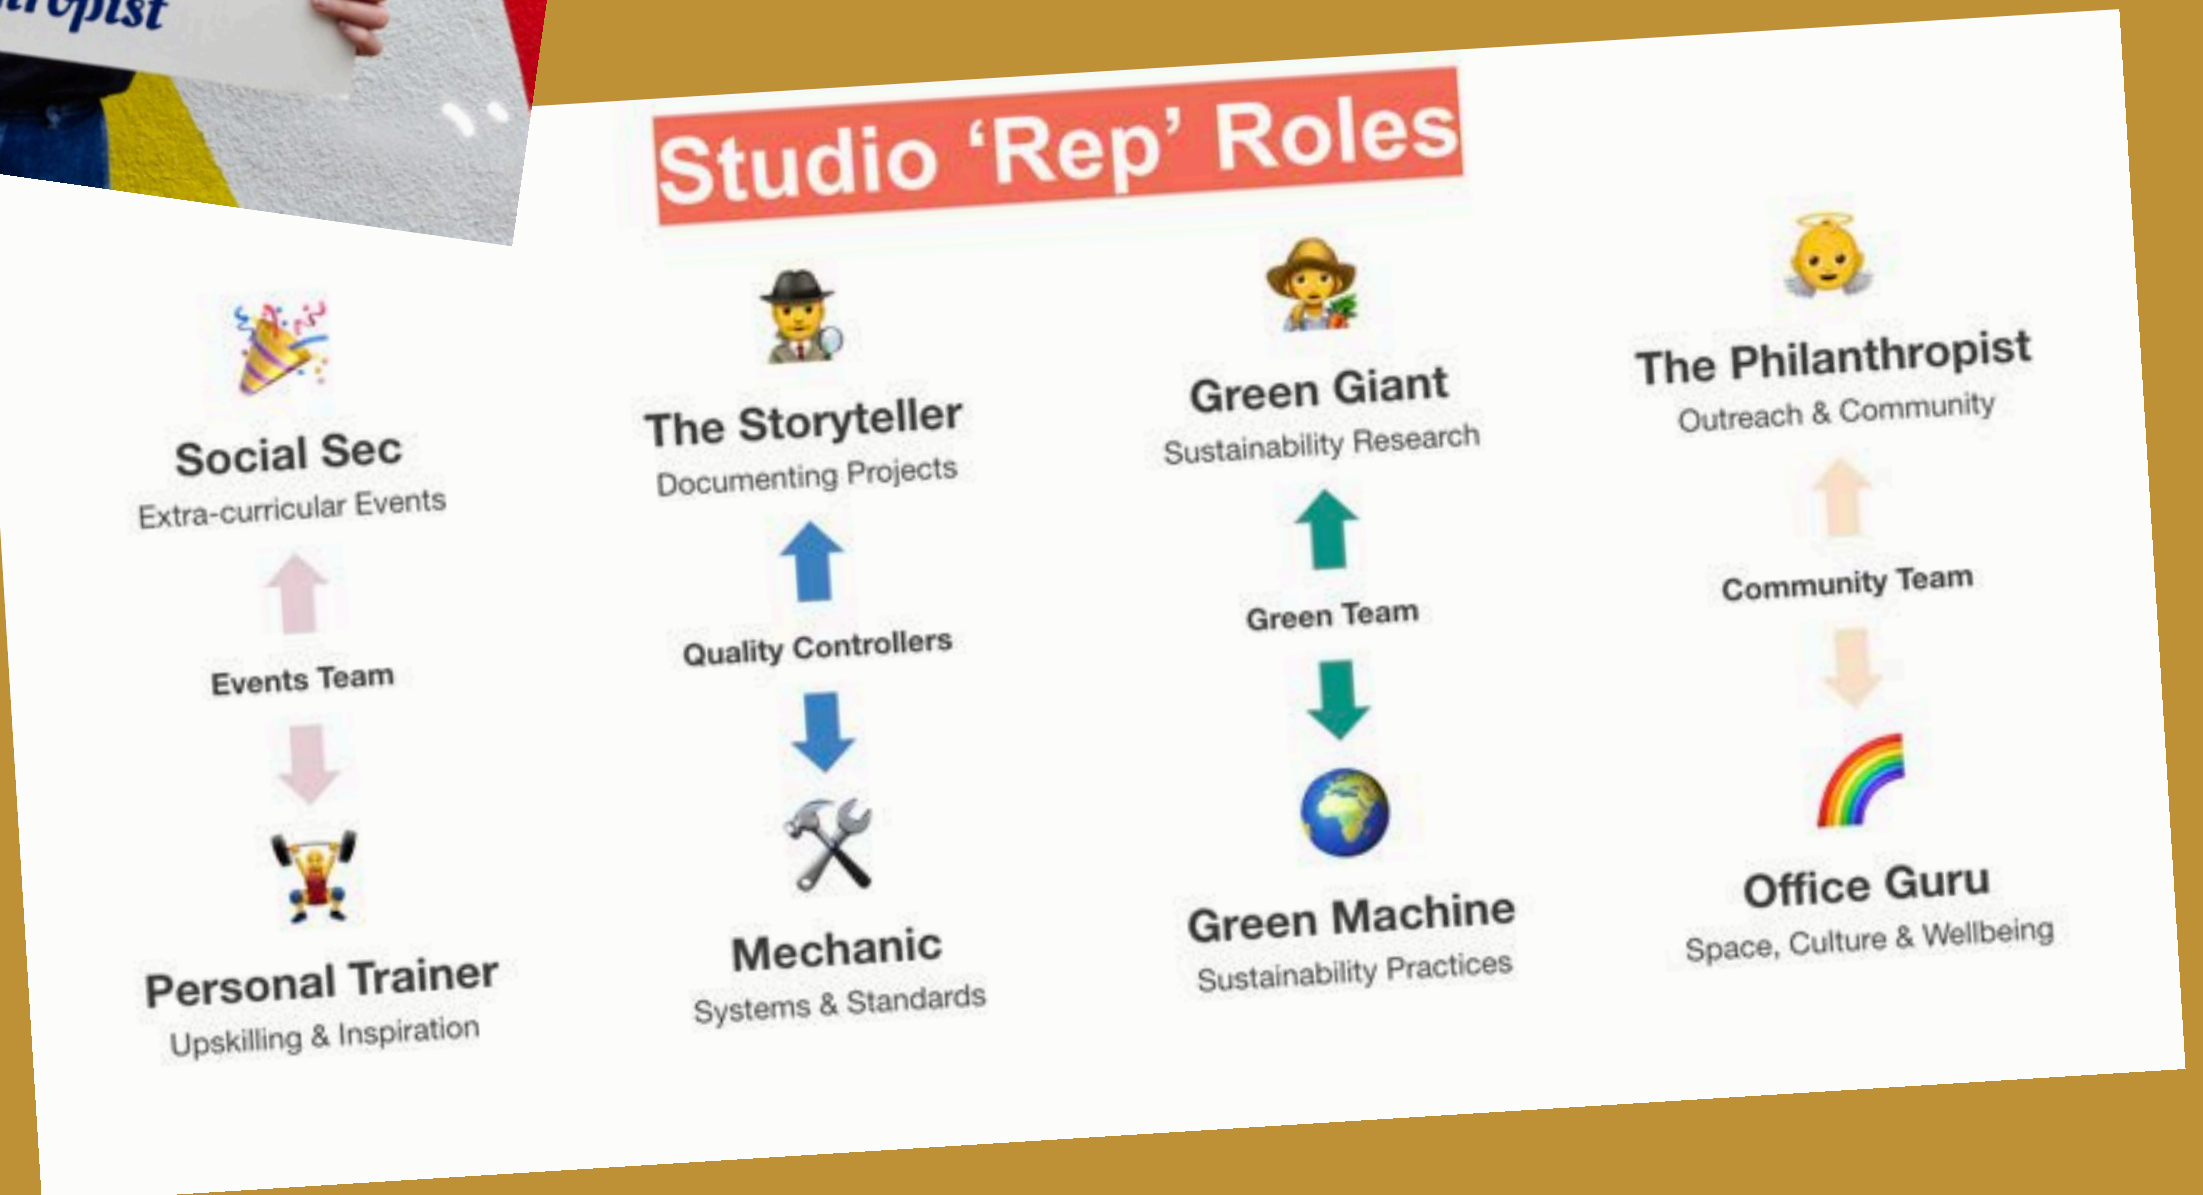 Studio ‘Rep’ Roles
Social Sec
Extra-curricular Events
Events Team
Personal Trainer
Upskilling & Inspiration
The Storyteller
Documenting Projects
Quality Controllers
Mechanic
Systems & Standards
Green Giant
Sustainability Research
Green Team
Green Machine
Sustainability Practices
The Philanthropist
Outreach & Community
Community Team
Office Guru
Space, Culture & Wellbeing